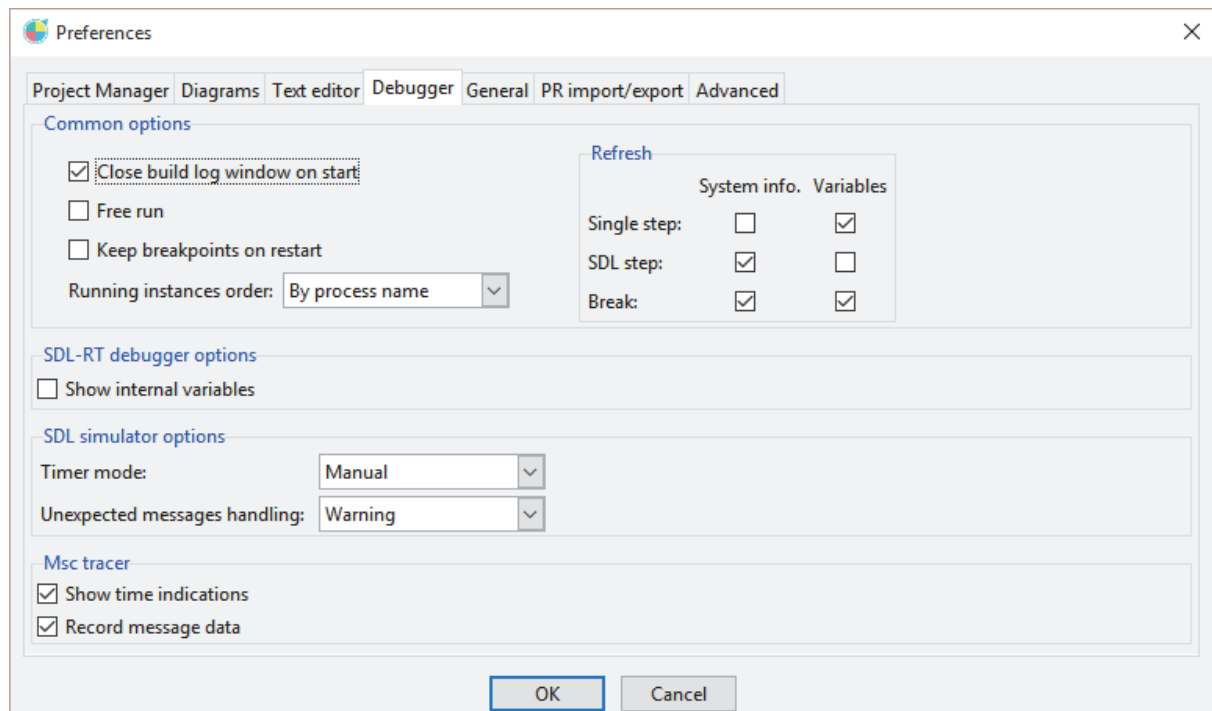 Preferences
Project Manager Diagrams Text editor Debugger General PR import/export Advanced
Common options
Close build log window on start
Free run
Keep breakpoints on restart
Running instances order: By process name
Refresh
System info. Variables
Single step:
SDL step:
Break:
SDL-RT debugger options
Show internal variables
SDL simulator options
Timer mode: Manual
Unexpected messages handling: Warning
Msc tracer
Show time indications
Record message data
OK Cancel